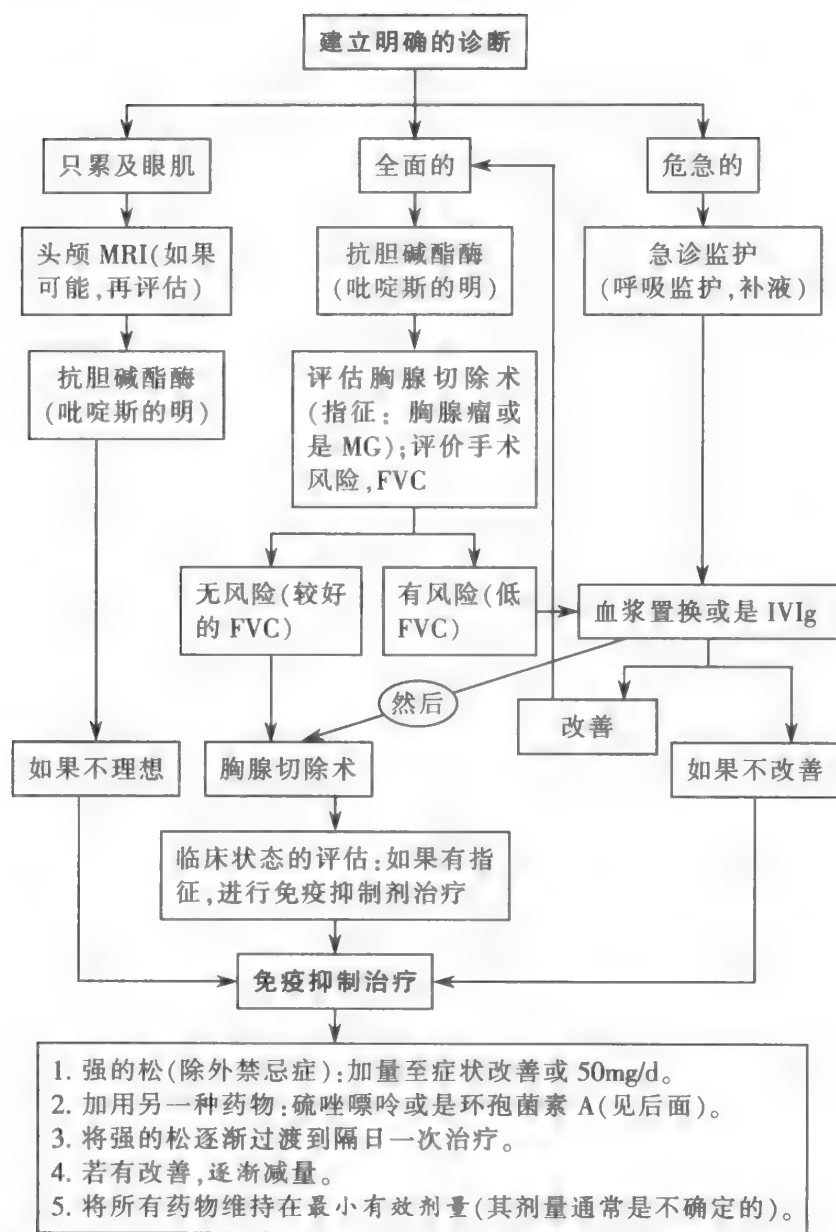 建立明确的诊断
只累及眼肌
全面的
危急的
头颅 MRI(如果
可能,再评估)
抗胆碱酯酶
(吡啶斯的明)
急诊监护
(呼吸监护,补液)
抗胆碱酯酶
(吡啶斯的明)
评估胸腺切除术
(指征: 胸腺瘤或
是 MG);评价手术
风险,FVC
无风险(较好
的 FVC)
有风险(低
FVC)
血浆置换或是 IVIg
然后
改善
如果不理想
胸腺切除术
如果不改善
临床状态的评估:如果有指
征,进行免疫抑制剂治疗
免疫抑制治疗
1. 强的松(除外禁忌症):加量至症状改善或 50mg/d。
2. 加用另一种药物:硫唑嘌呤或是环孢菌素 A(见后面)。
3. 将强的松逐渐过渡到隔日一次治疗。
4. 若有改善,逐渐减量。
5. 将所有药物维持在最小有效剂量(其剂量通常是不确定的)。